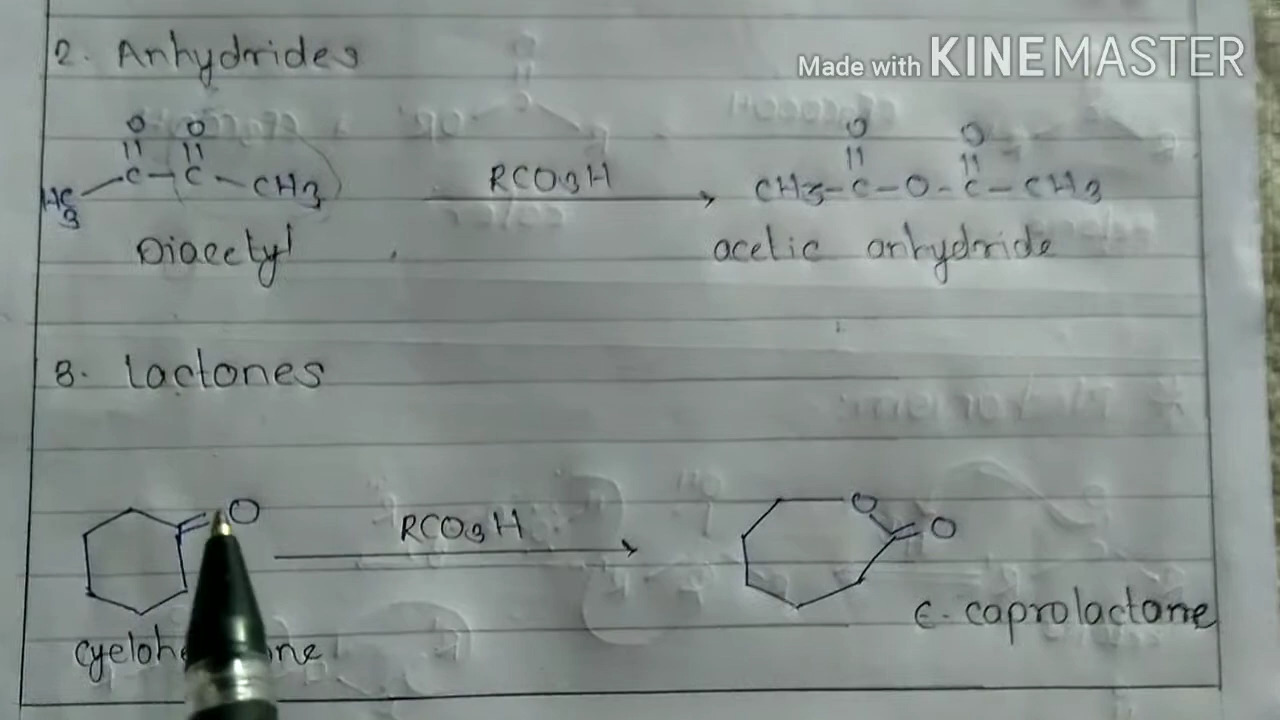 2. Anhydrides
Made with KINEMASTER
O O
H3C - C - C - CH3
RCO3H
O O
CH3 - C - O - C - CH3
Diacetyl
acetic anhydride
3. Lactones
O
RCO3H
O
O
ε-caprolactone